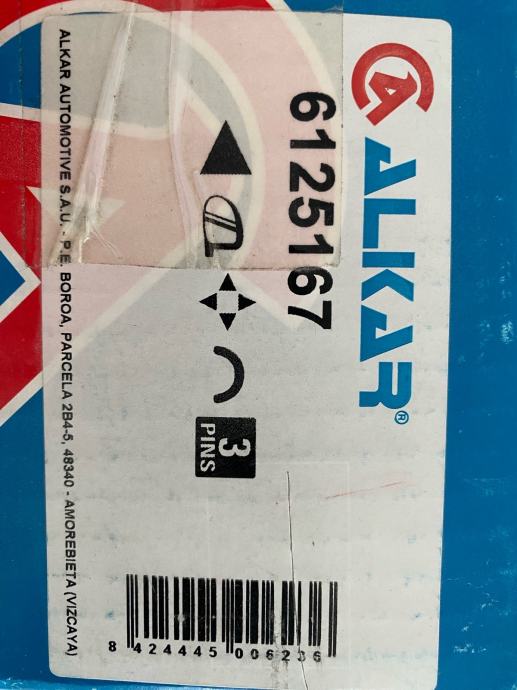 ALKAR®
6125167
3
PINS
8 424445 006236
ALKAR AUTOMOTIVE S.A.U. - P.E. BOROA, PARCELA 2B4-5, 48340 - AMOREBIETA (VIZCAYA)